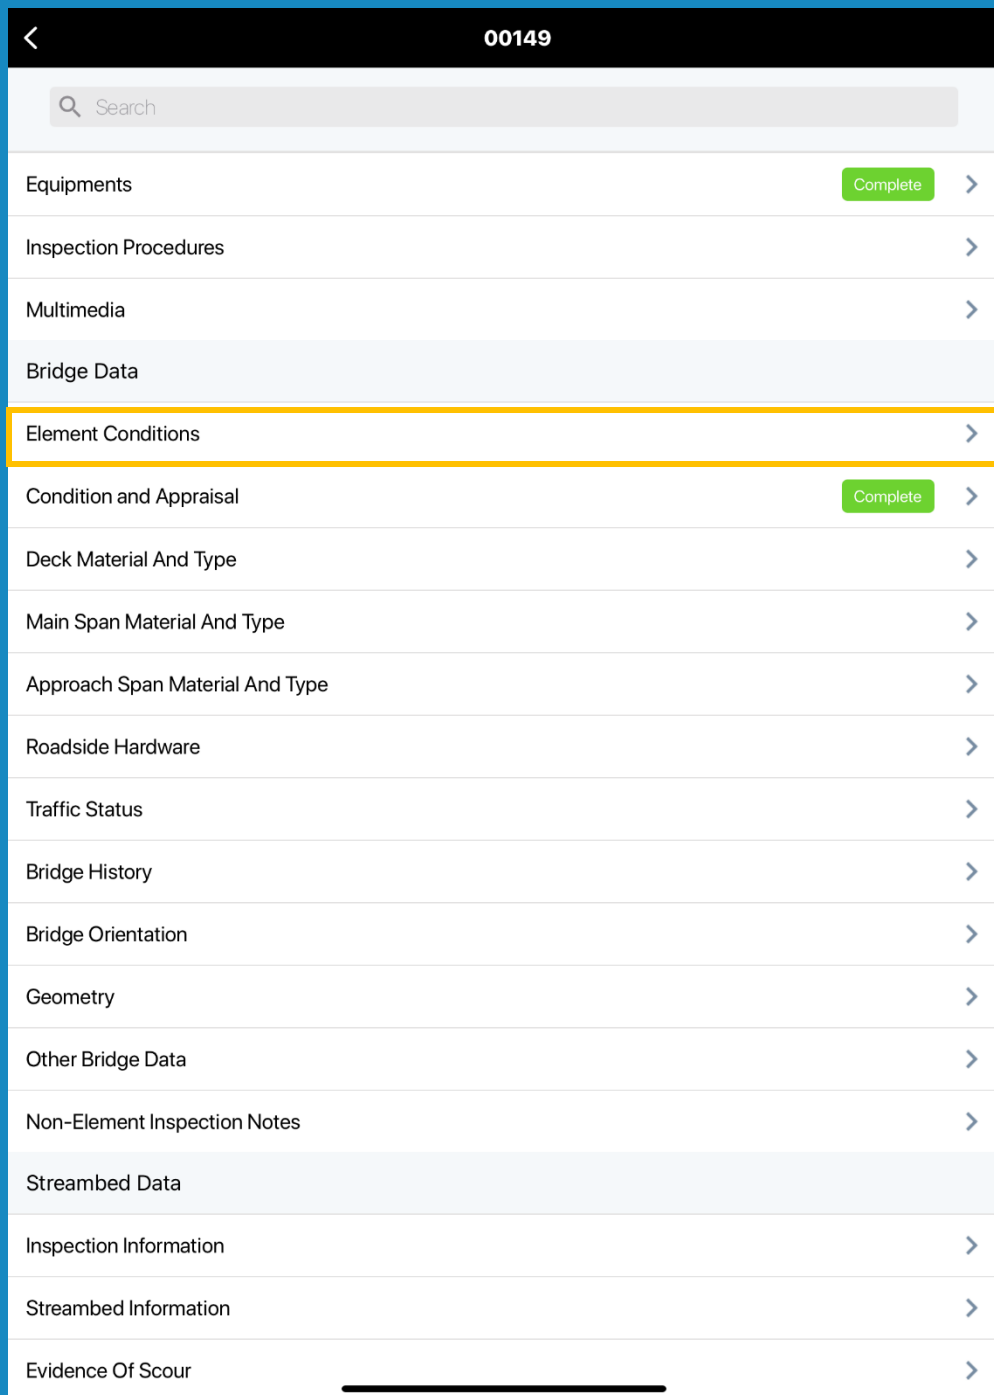 00149
Search
Equipments Complete
Inspection Procedures
Multimedia
Bridge Data
Element Conditions
Condition and Appraisal Complete
Deck Material And Type
Main Span Material And Type
Approach Span Material And Type
Roadside Hardware
Traffic Status
Bridge History
Bridge Orientation
Geometry
Other Bridge Data
Non-Element Inspection Notes
Streambed Data
Inspection Information
Streambed Information
Evidence Of Scour